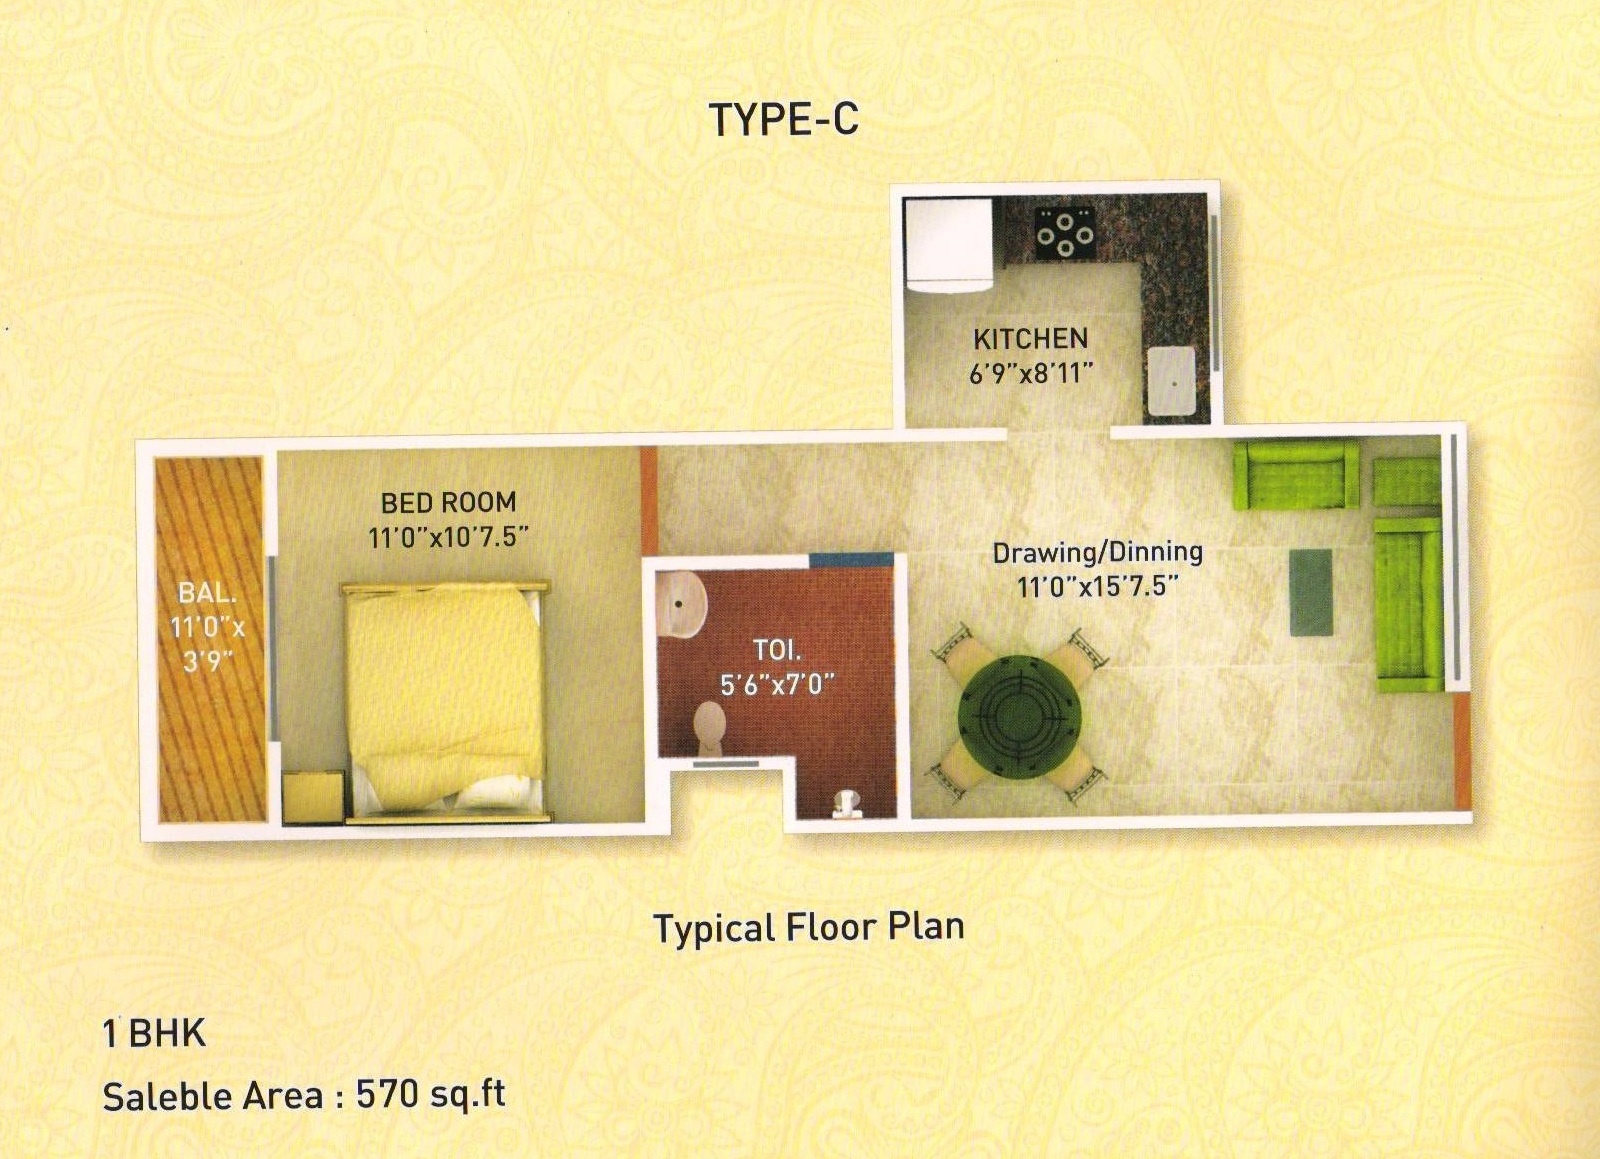 TYPE-C
KITCHEN
6'9"x8'11"
BED ROOM
11'0"x10'7.5"
Drawing/Dinning
11'0"x15'7.5"
BAL.
11'0"x
3'9"
TOI.
5'6"x7'0"
Typical Floor Plan
1 BHK
Saleble Area : 570 sq.ft